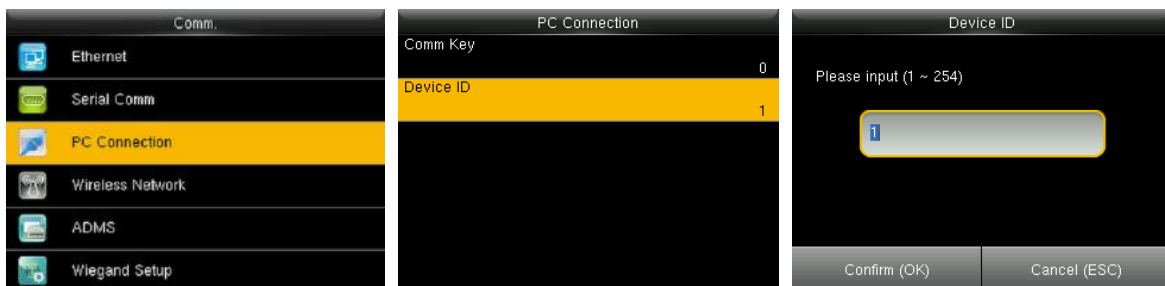 Comm.
Ethernet
Serial Comm
PC Connection
Wireless Network
ADMS
Wiegand Setup
PC Connection
Comm Key
0
Device ID
1
Device ID
Please input (1 ~ 254)
1
Confirm (OK)
Cancel (ESC)